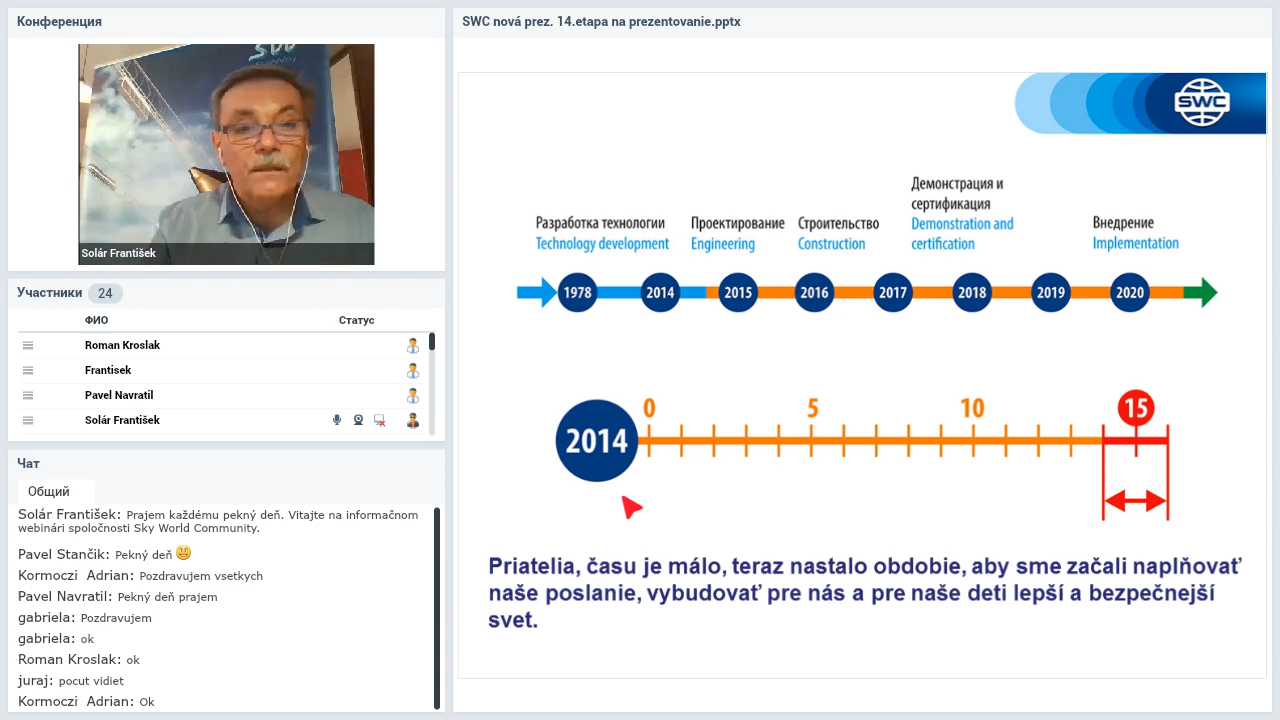 Конференция
Solár František
Участники 24
ФИО Статус
Roman Kroslak
Frantisek
Pavel Navratil
Solár František
Чат
Общий
Solár František: Prajem každému pekný deň. Vitajte na informačnom
webinári spoločnosti Sky World Community.
Pavel Stančik: Pekný deň
Kormoczi Adrian: Pozdravujem vsetkych
Pavel Navratil: Pekný deň prajem
gabriela: Pozdravujem
gabriela: ok
Roman Kroslak: ok
juraj: pocut vidiet
Kormoczi Adrian: Ok
SWC nová prez. 14.etapa na prezentovanie.pptx
SWC
Разработка технологии
Technology development
Проектирование
Engineering
Строительство
Construction
Демонстрация и
сертификация
Demonstration and
certification
Внедрение
Implementation
1978 2014 2015 2016 2017 2018 2019 2020
0 5 10 15
2014
Priatelia, času je málo, teraz nastalo obdobie, aby sme začali naplňovať
naše poslanie, vybudovať pre nás a pre naše deti lepší a bezpečnejší
svet.